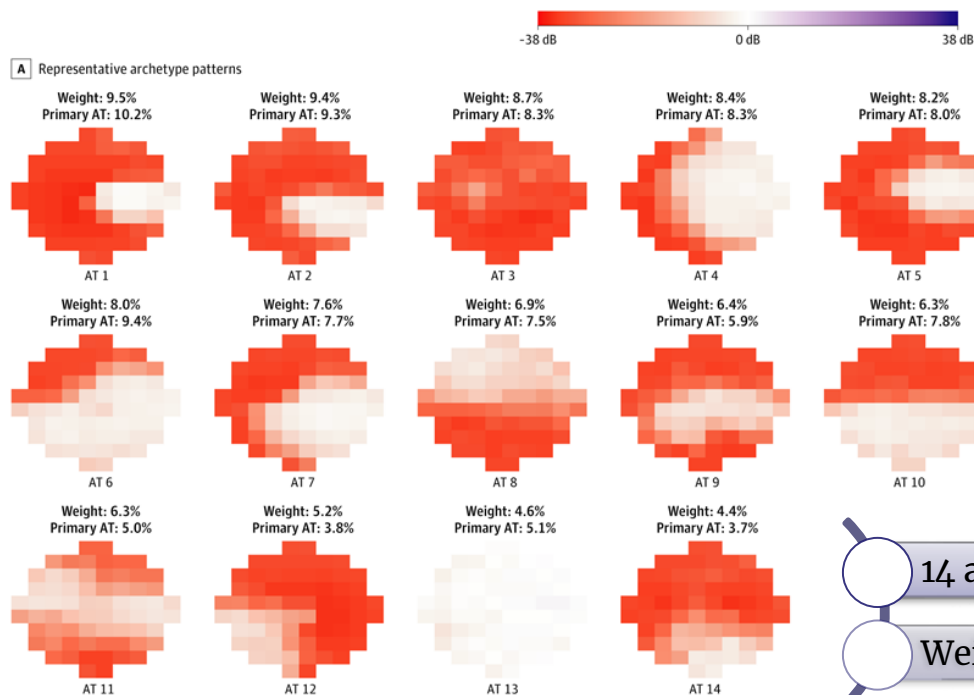 -38 dB 0 dB 38 dB
A Representative archetype patterns
Weight: 9.5% Weight: 9.4% Weight: 8.7% Weight: 8.4% Weight: 8.2%
Primary AT: 10.2% Primary AT: 9.3% Primary AT: 8.3% Primary AT: 8.3% Primary AT: 8.0%
AT 1 AT 2 AT 3 AT 4 AT 5
Weight: 8.0% Weight: 7.6% Weight: 6.9% Weight: 6.4% Weight: 6.3%
Primary AT: 9.4% Primary AT: 7.7% Primary AT: 7.5% Primary AT: 5.9% Primary AT: 7.8%
AT 6 AT 7 AT 8 AT 9 AT 10
Weight: 6.3% Weight: 5.2% Weight: 4.6% Weight: 4.4%
Primary AT: 5.0% Primary AT: 3.8% Primary AT: 5.1% Primary AT: 3.7%
14 a
We
AT 11 AT 12 AT 13 AT 14